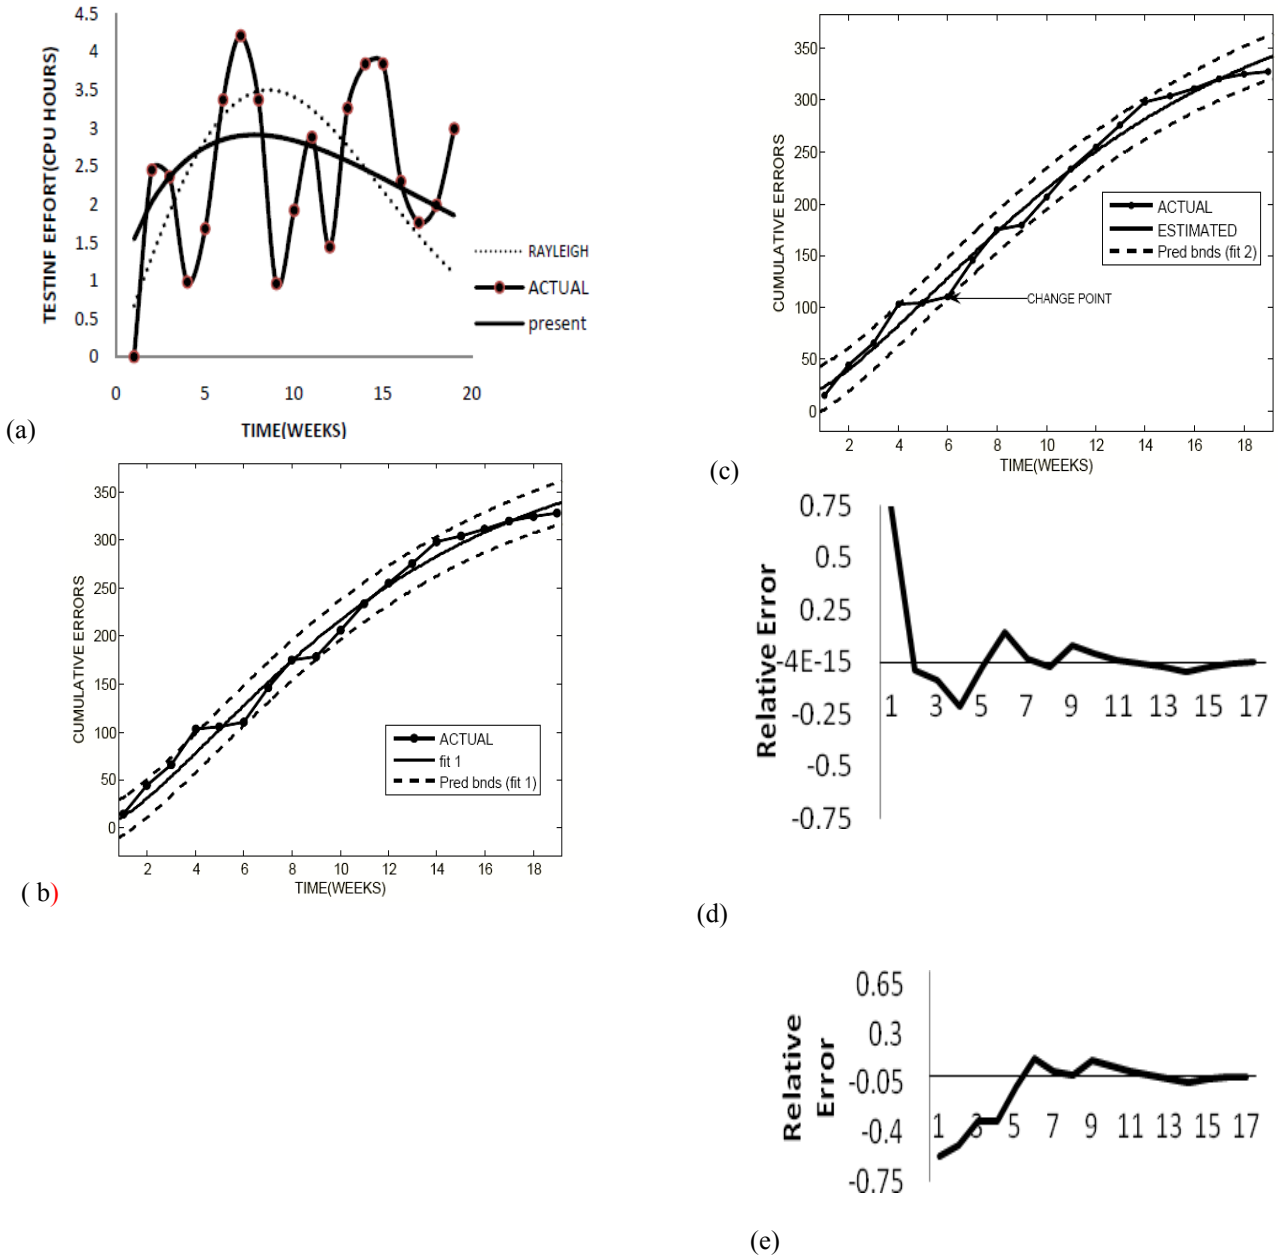 4.5
4
3.5
3
2.5
2
1.5
1
0.5
0
TESTINF EFFORT(CPU HOURS)
0 5 10 15 20
TIME(WEEKS)
RAYLEIGH
ACTUAL
present
(a)
350
300
250
200
150
100
50
0
CUMULATIVE ERRORS
2 4 6 8 10 12 14 16 18
TIME(WEEKS)
ACTUAL
fit 1
Pred bnds (fit 1)
( b)
350
300
250
200
150
100
50
0
CUMULATIVE ERRORS
ACTUAL
ESTIMATED
Pred bnds (fit 2)
CHANGE POINT
2 4 6 8 10 12 14 16 18
TIME(WEEKS)
(c)
0.75
0.5
0.25
-4E-15
-0.25
-0.5
-0.75
Relative Error
1 3 5 7 9 11 13 15 17
(d)
0.65
0.3
-0.05
-0.4
-0.75
Relative
Error
1 3 5 7 9 11 13 15 17
(e)